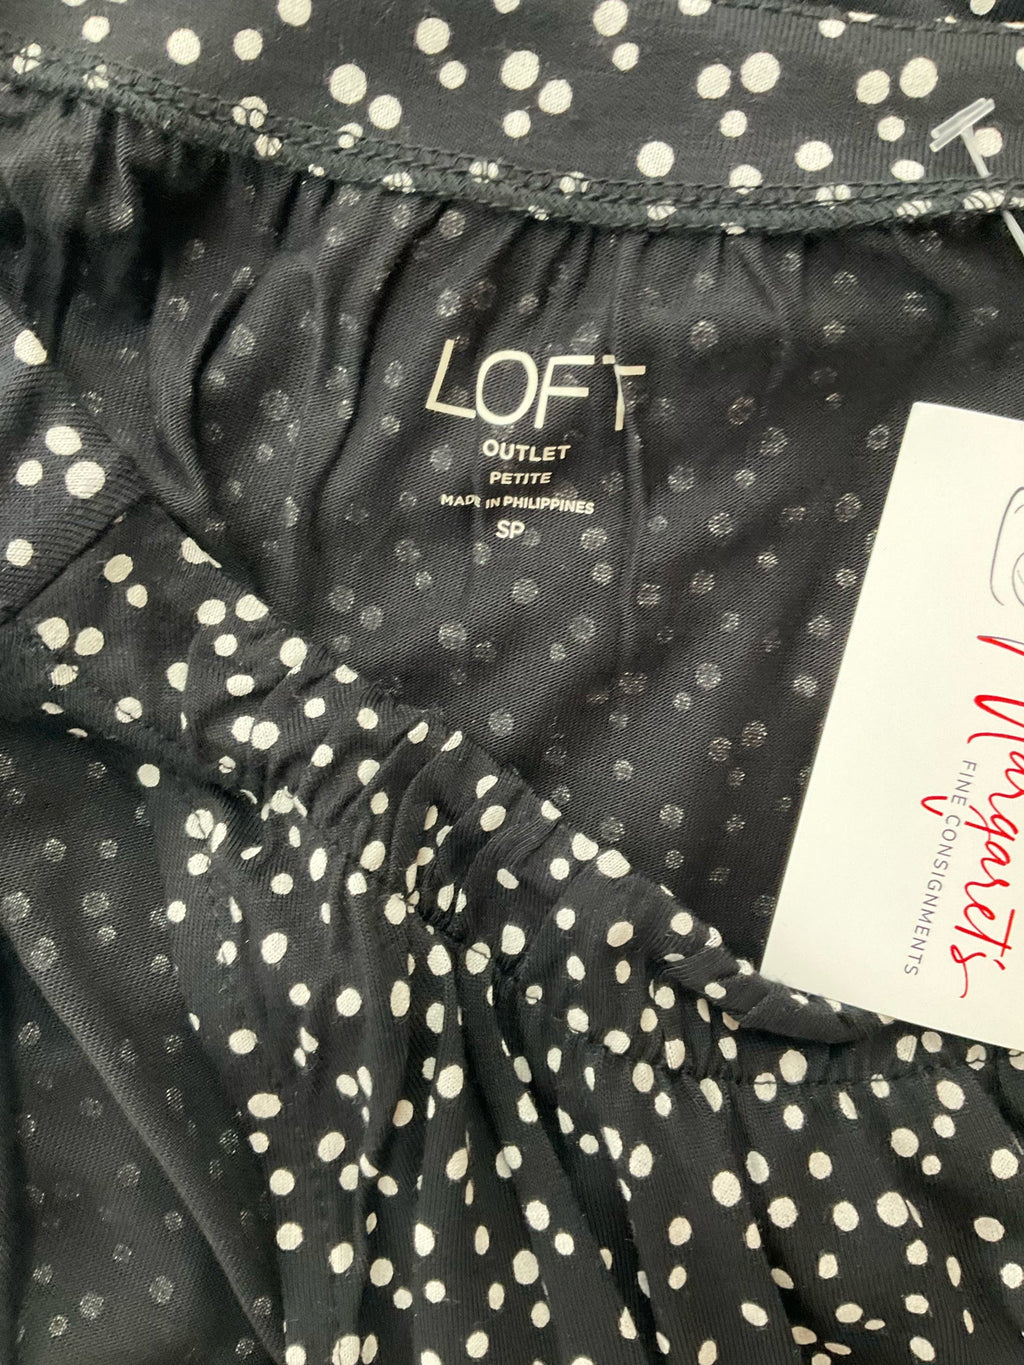 LOFT
OUTLET
PETITE
MADE IN PHILIPPINES
SP
Margaret's
FINE CONSIGNMENTS